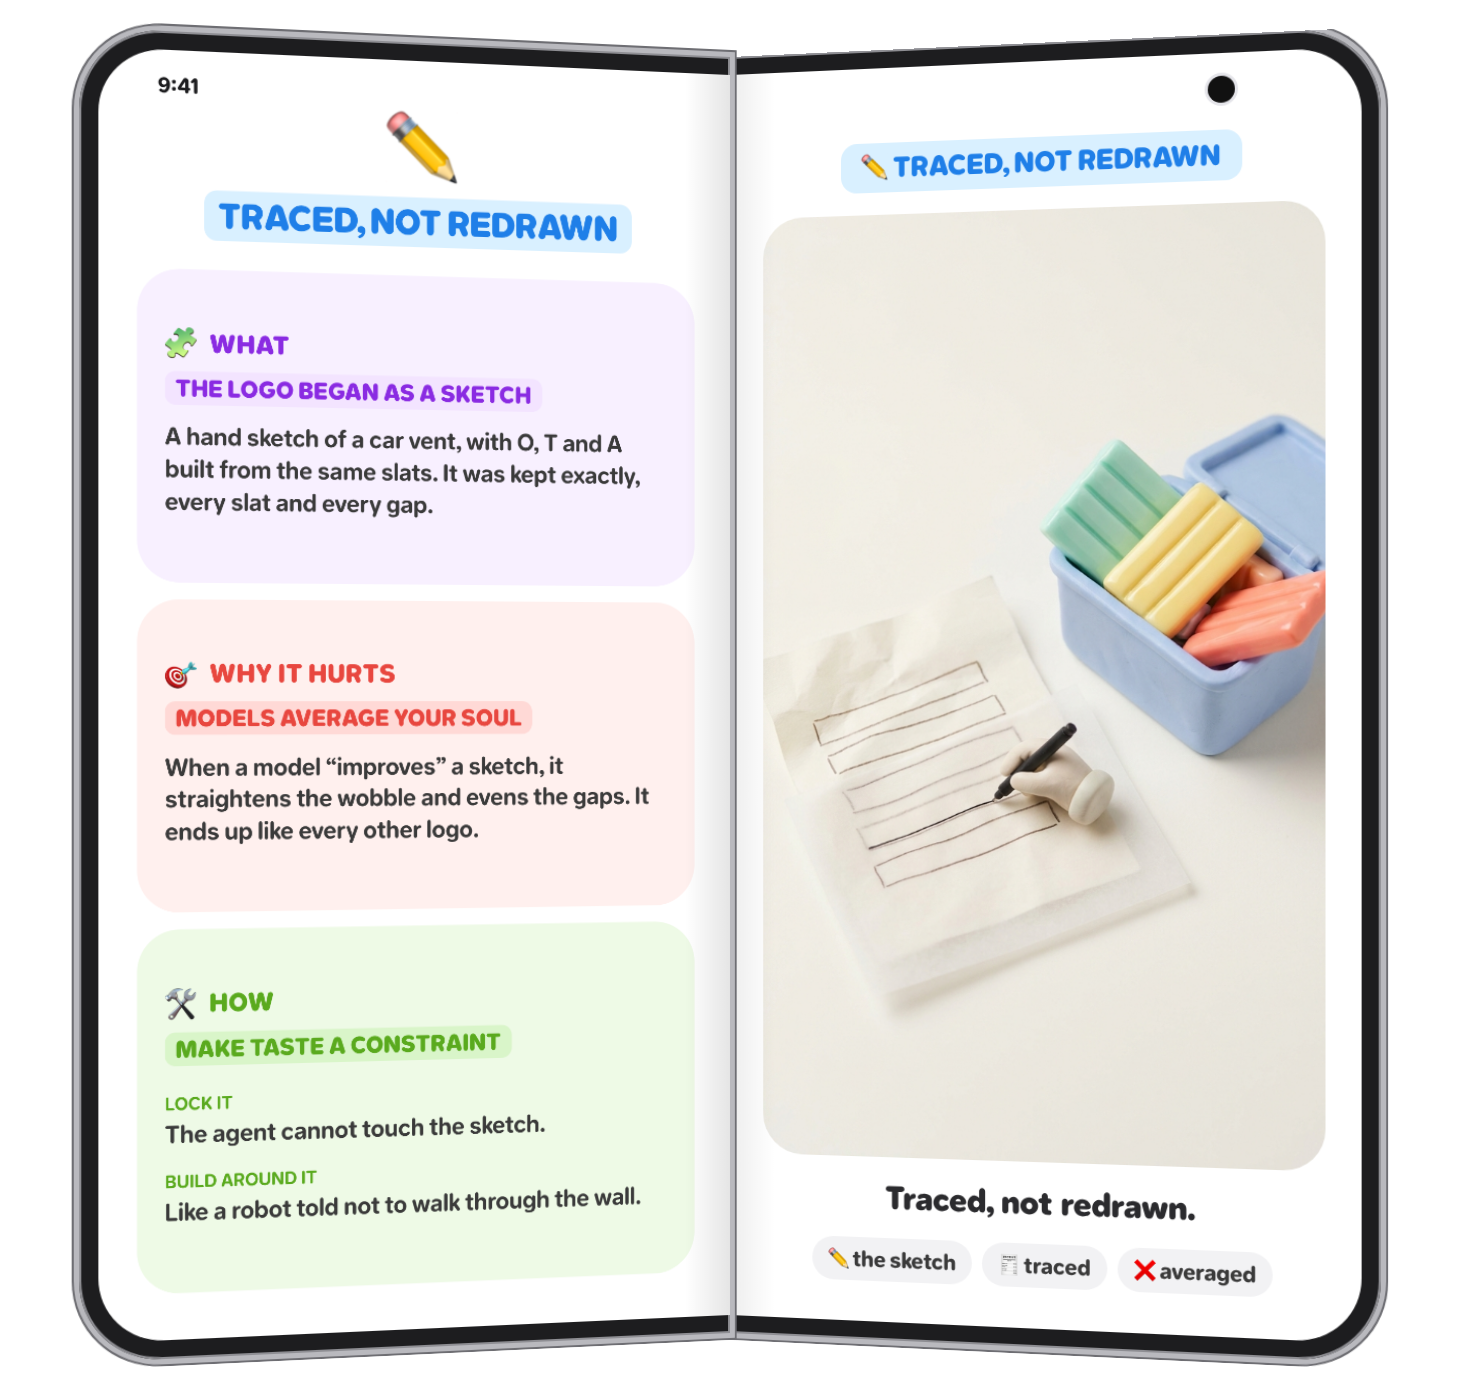 9:41
TRACED, NOT REDRAWN
WHAT
THE LOGO BEGAN AS A SKETCH
A hand sketch of a car vent, with O, T and A
built from the same slats. It was kept exactly,
every slat and every gap.
WHY IT HURTS
MODELS AVERAGE YOUR SOUL
When a model “improves” a sketch, it
straightens the wobble and evens the gaps. It
ends up like every other logo.
HOW
MAKE TASTE A CONSTRAINT
LOCK IT
The agent cannot touch the sketch.
BUILD AROUND IT
Like a robot told not to walk through the wall.
TRACED, NOT REDRAWN
Traced, not redrawn.
the sketch
traced
averaged